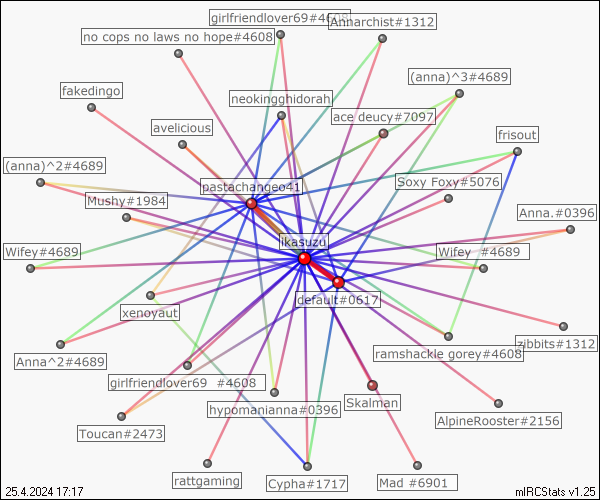 girlfriendlover69#4608
Annarchist#1312
no cops no laws no hope#4608
(anna)^3#4689
fakedingo
neokingghidorah
ace deucy#7097
avelicious
frisout
(anna)^2#4689
pastachangeo41
Soxy Foxy#5076
Mushy#1984
Anna.#0396
ikasuzu
Wifey#4689
Wifey #4689
default#0617
xenoyaut
zibbits#1312
Anna^2#4689
ramshackle gorey#4608
girlfriendlover69 #4608
hypomanianna#0396
Skalman
AlpineRooster#2156
Toucan#2473
rattgaming
Cypha#1717
Mad #6901
25.4.2024 17:17
mIRCStats v1.25